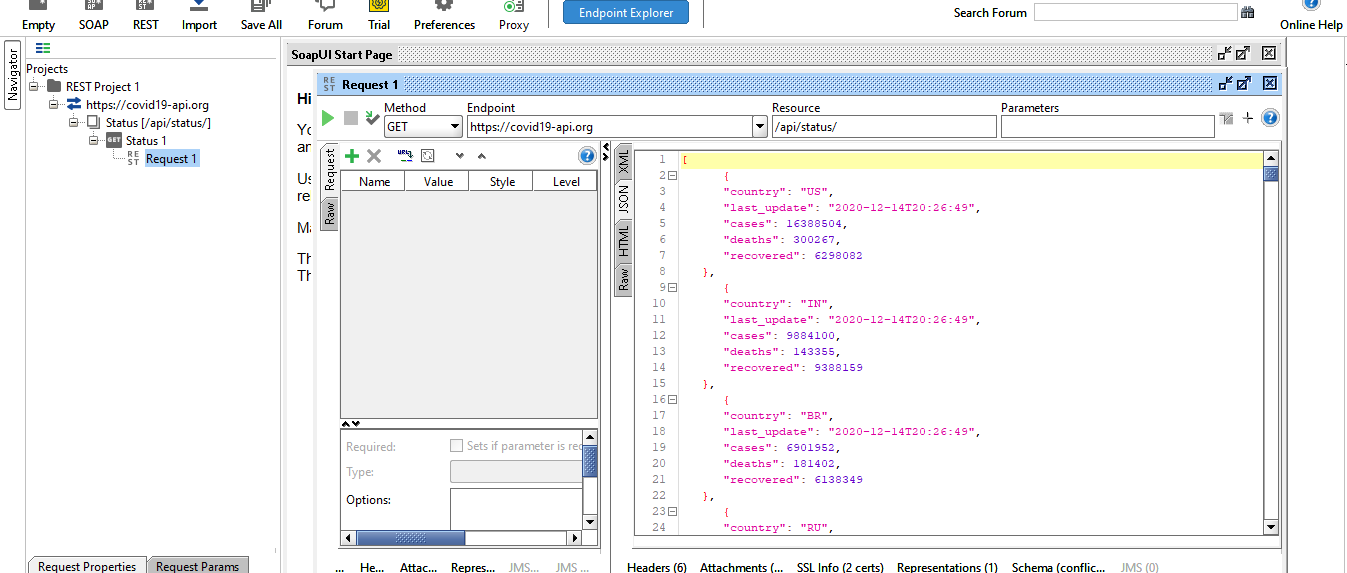 Empty SOAP REST Import Save All Forum Trial Preferences Proxy Endpoint Explorer Search Forum Online Help
Navigator
Projects
REST Project 1
https://covid19-api.org
Status [/api/status/]
GET Status 1
REST Request 1
SoapUI Start Page
REST Request 1
Hi
Yo
an
Us
re
Ma
Th
Th
Method Endpoint Resource Parameters
GET https://covid19-api.org /api/status/
Request
Raw
Name Value Style Level
Required: Sets if parameter is rec
Type:
Options:
XML
JSON
HTML
Raw
1 [
2 {
3 "country": "US",
4 "last_update": "2020-12-14T20:26:49",
5 "cases": 16388504,
6 "deaths": 300267,
7 "recovered": 6298082
8 },
9 {
10 "country": "IN",
11 "last_update": "2020-12-14T20:26:49",
12 "cases": 9884100,
13 "deaths": 143355,
14 "recovered": 9388159
15 },
16 {
17 "country": "BR",
18 "last_update": "2020-12-14T20:26:49",
19 "cases": 6901952,
20 "deaths": 181402,
21 "recovered": 6138349
22 },
23 {
24 "country": "RU",
... He... Attac... Repres... JMS... JMS ...
Headers (6) Attachments (... SSL Info (2 certs) Representations (1) Schema (conflic... JMS (0)
Request Properties Request Params